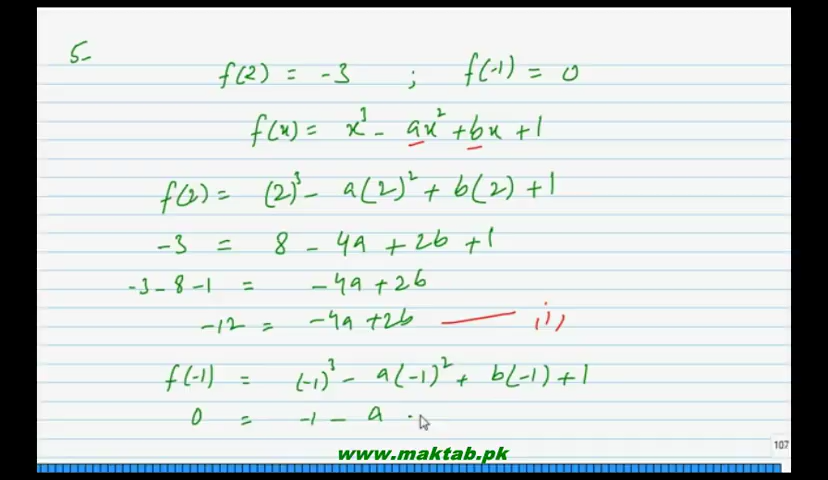 5-
f(2) = -3 ; f(-1) = 0
f(x) = x³ - ax² + bx + 1
f(2) = (2)³ - a(2)² + b(2) + 1
-3 = 8 - 4a + 2b + 1
-3 - 8 - 1 = -4a + 2b
-12 = -4a + 2b —— (i)
f(-1) = (-1)³ - a(-1)² + b(-1) + 1
0 = -1 - a -
107
www.maktab.pk